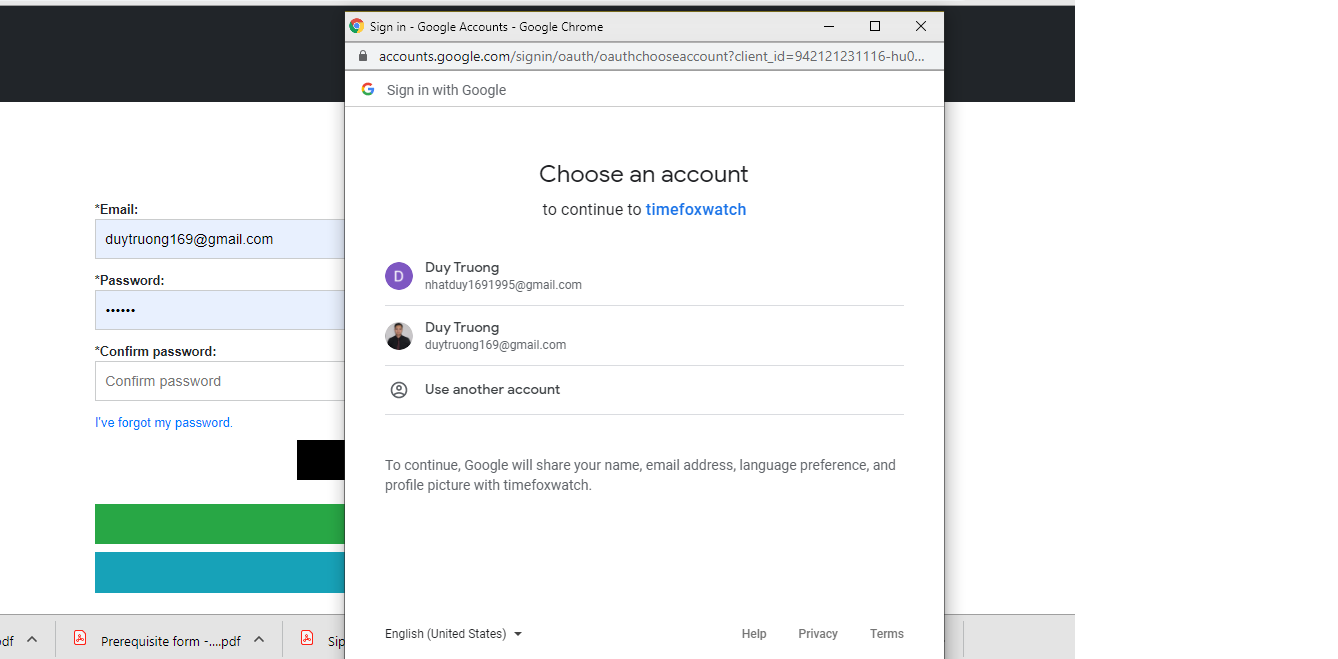 Sign in - Google Accounts - Google Chrome
accounts.google.com/signin/oauth/oauthchooseaccount?client_id=942121231116-hu0...
Sign in with Google
Choose an account
to continue to timefoxwatch
D
Duy Truong
nhatduy1691995@gmail.com
Duy Truong
duytruong169@gmail.com
Use another account
To continue, Google will share your name, email address, language preference, and
profile picture with timefoxwatch.
English (United States)
Help
Privacy
Terms
*Email:
duytruong169@gmail.com
*Password:
••••••
*Confirm password:
Confirm password
I've forgot my password.
Prerequisite form -....pdf
Sip